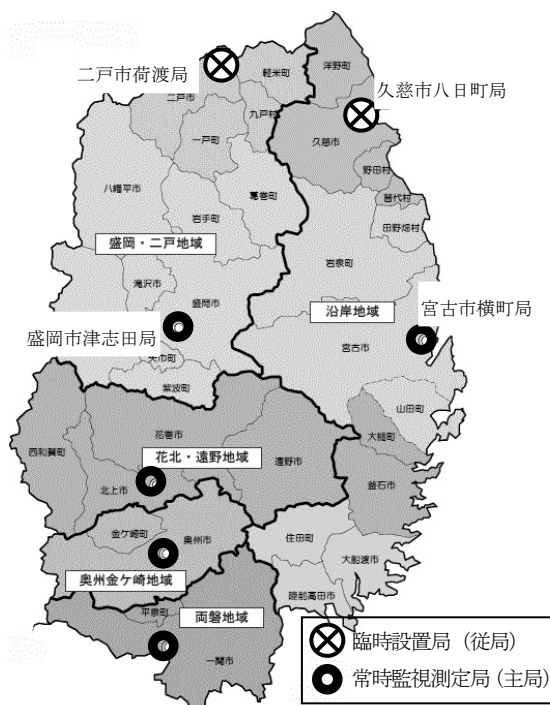 二戸市荷渡局
軽米町
洋野町
久慈市八日町局
二戸市
九戸村
一戸町
久慈市
野田村
八幡平市
葛巻町
普代村
岩手町
田野畑村
盛岡・二戸地域
岩泉町
滝沢市
盛岡市
沿岸地域
宮古市横町局
盛岡市津志田局
宮古市
矢巾町
紫波町
山田町
大槌町
花巻市
西和賀町
花北・遠野地域
遠野市
釜石市
北上市
金ケ崎町
奥州市
住田町
大船渡市
奥州金ケ崎地域
陸前高田市
平泉町
両磐地域
臨時設置局(従局)
一関市
常時監視測定局(主局)